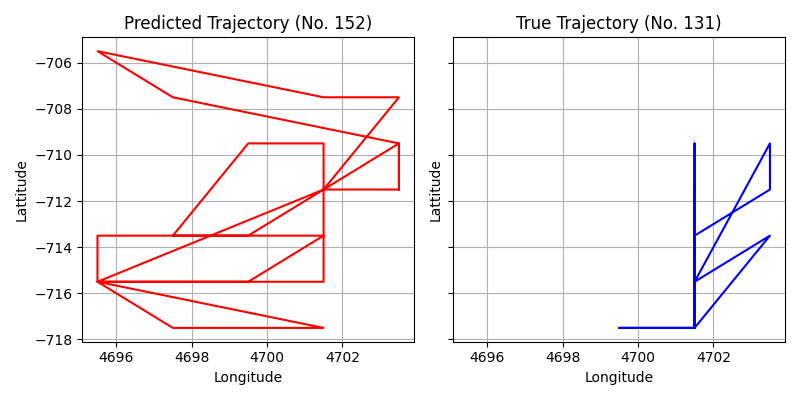 Predicted Trajectory (No. 152)
True Trajectory (No. 131)
−706
−708
−710
−712
−714
−716
−718
Lattitude
Lattitude
4696
4698
4700
4702
4696
4698
4700
4702
Longitude
Longitude